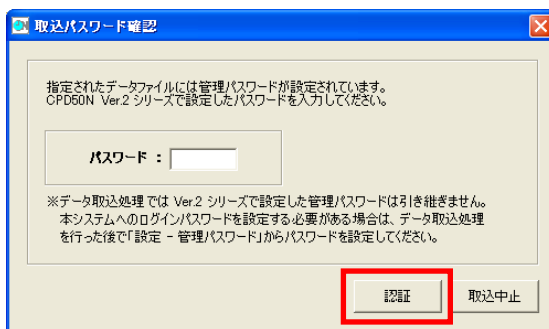 取込パスワード確認
指定されたデータファイルには管理パスワードが設定されています。
CPD50N Ver.2 シリーズで設定したパスワードを入力してください。
パスワード :
※データ取込処理では Ver.2 シリーズで設定した管理パスワードは引き継ぎません。
本システムへのログインパスワードを設定する必要がある場合は、データ取込処理
を行った後で「設定 - 管理パスワード」からパスワードを設定してください。
認証
取込中止